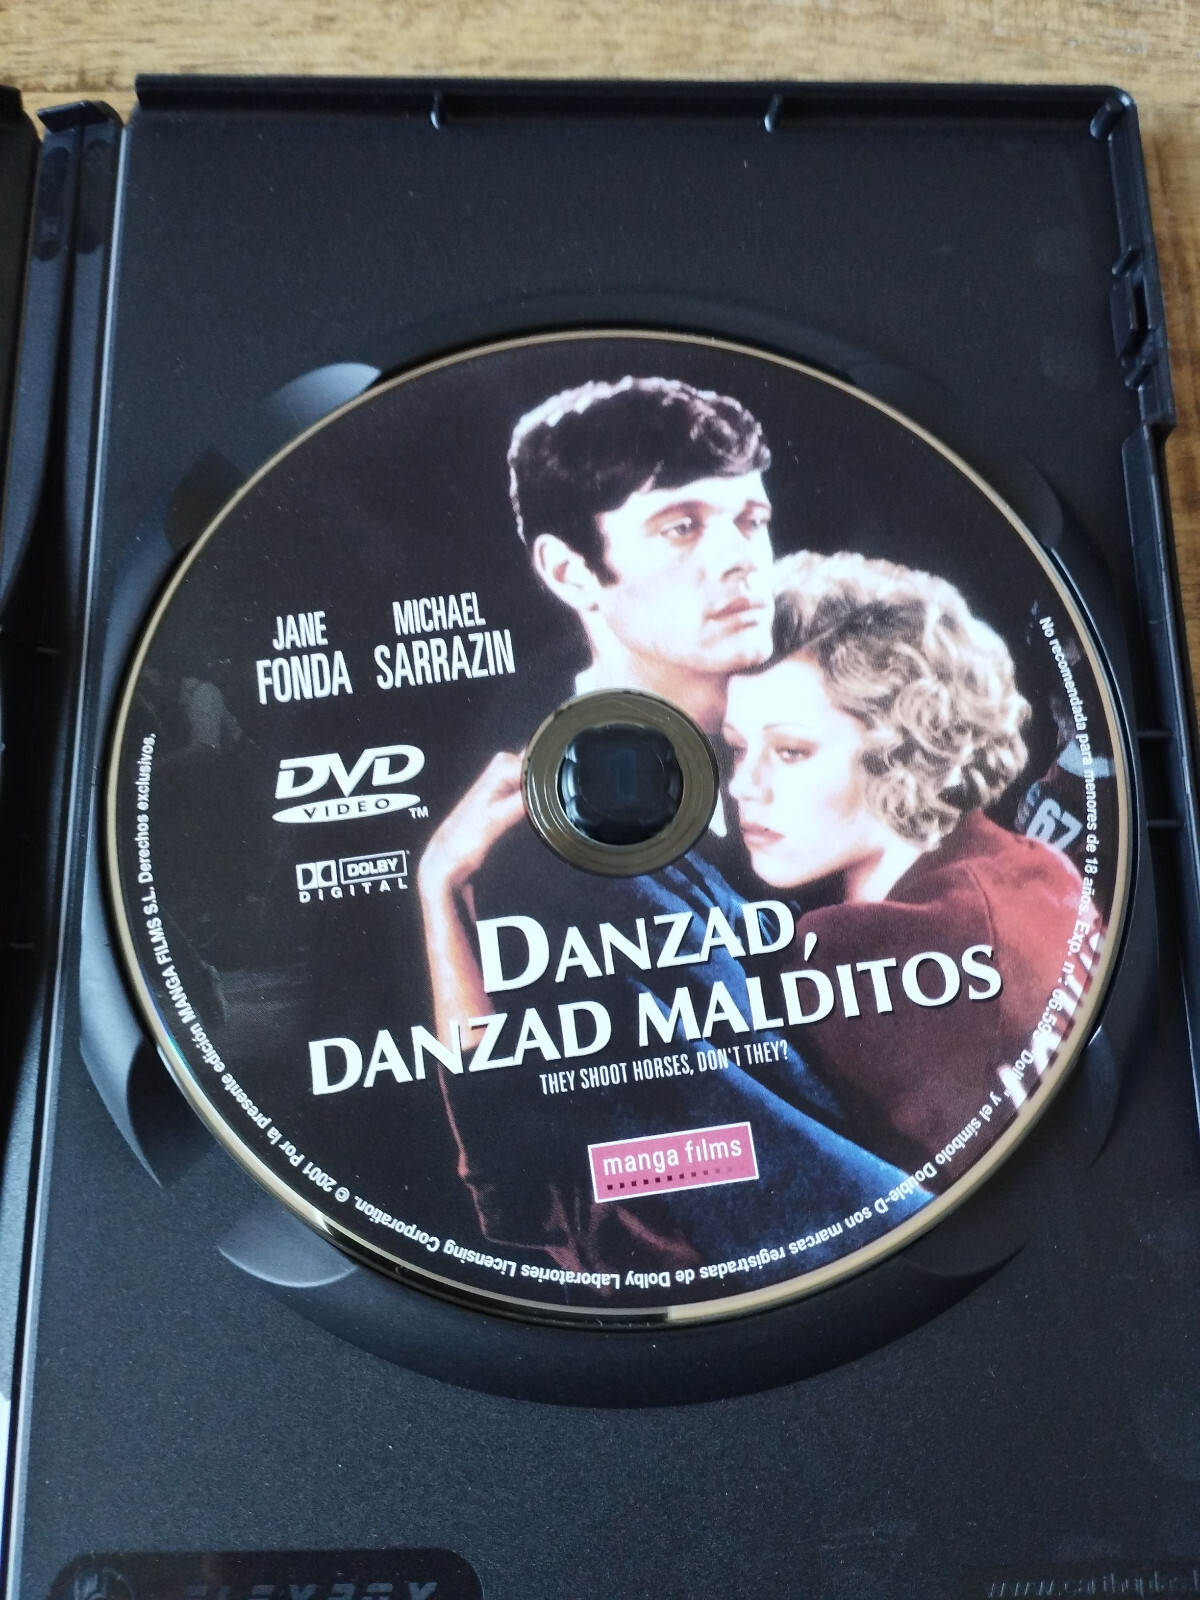 JANE
FONDA
MICHAEL
SARRAZIN
DVD
VIDEO
TM
DOLBY
DIGITAL
DANZAD,
DANZAD MALDITOS
THEY SHOOT HORSES, DON'T THEY?
manga films
67
No recomendada para menores de 18 años. Exp. n.º
y el símbolo Double-D son marcas registradas de Dolby Laboratories Licensing Corporation. © 2001 Por la presente edición MANGA FILMS S.L. Derechos exclusivos.